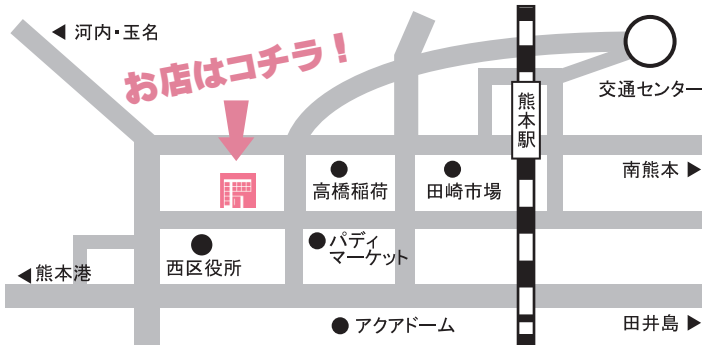 ◀ 河内・玉名
お店はコチラ！
交通センター
熊本駅
高橋稲荷
田崎市場
南熊本 ▶
パディ
マーケット
西区役所
◀熊本港
アクアドーム
田井島 ▶